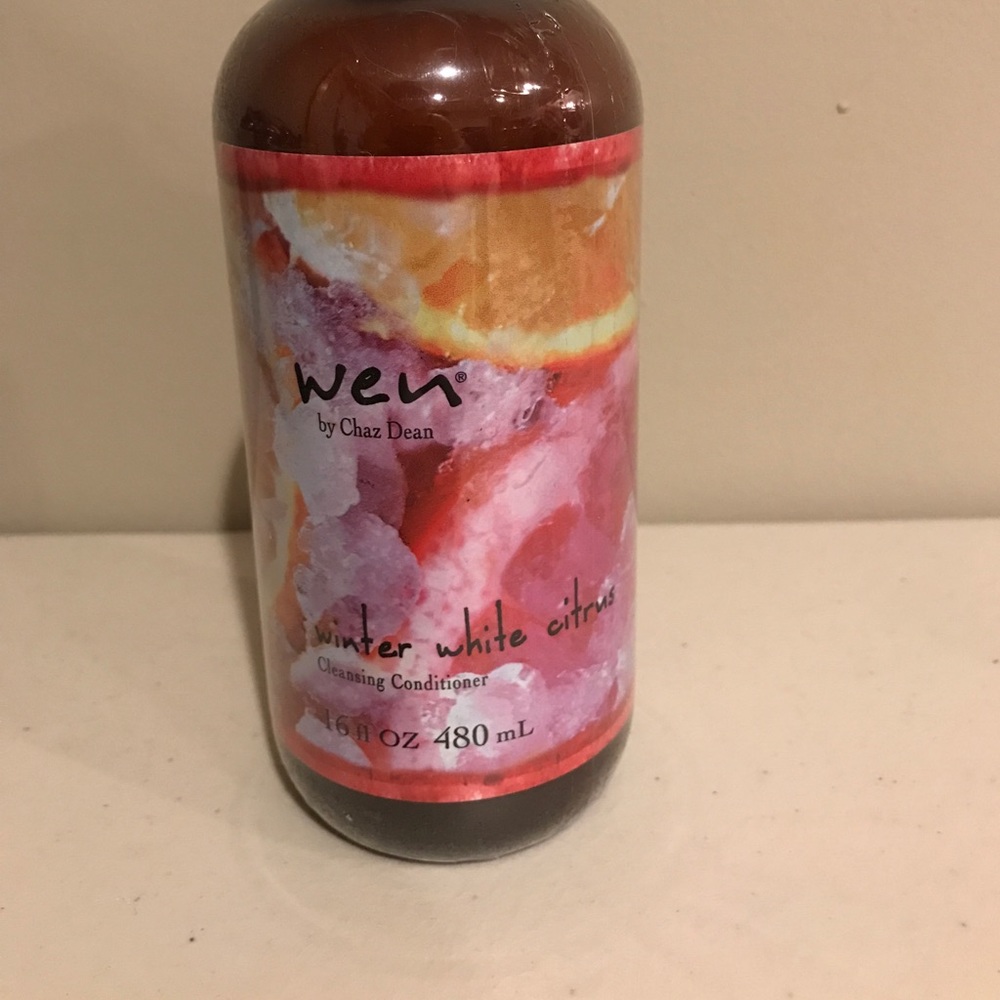 wen®
by Chaz Dean
winter white citrus
Cleansing Conditioner
16 fl OZ 480 mL